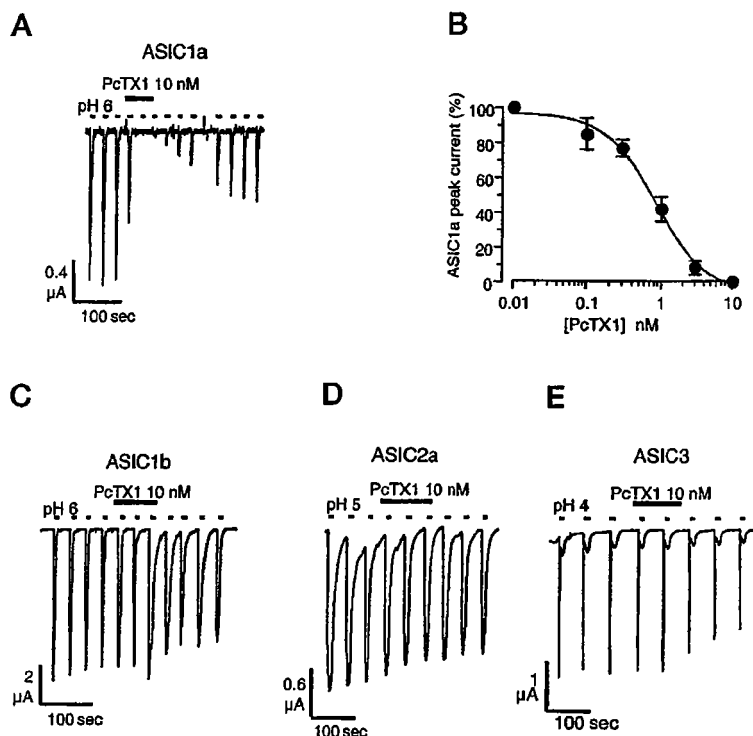 A
ASIC1a
PcTX1 10 nM
pH 6
0.4
µA
100 sec
B
ASIC1a peak current (%)
100
80
60
40
20
0
0.01
0.1
1
10
[PcTX1] nM
C
ASIC1b
PcTX1 10 nM
pH 6
2
µA
100 sec
D
ASIC2a
PcTX1 10 nM
pH 5
0.6
µA
100 sec
E
ASIC3
PcTX1 10 nM
pH 4
1
µA
100 sec